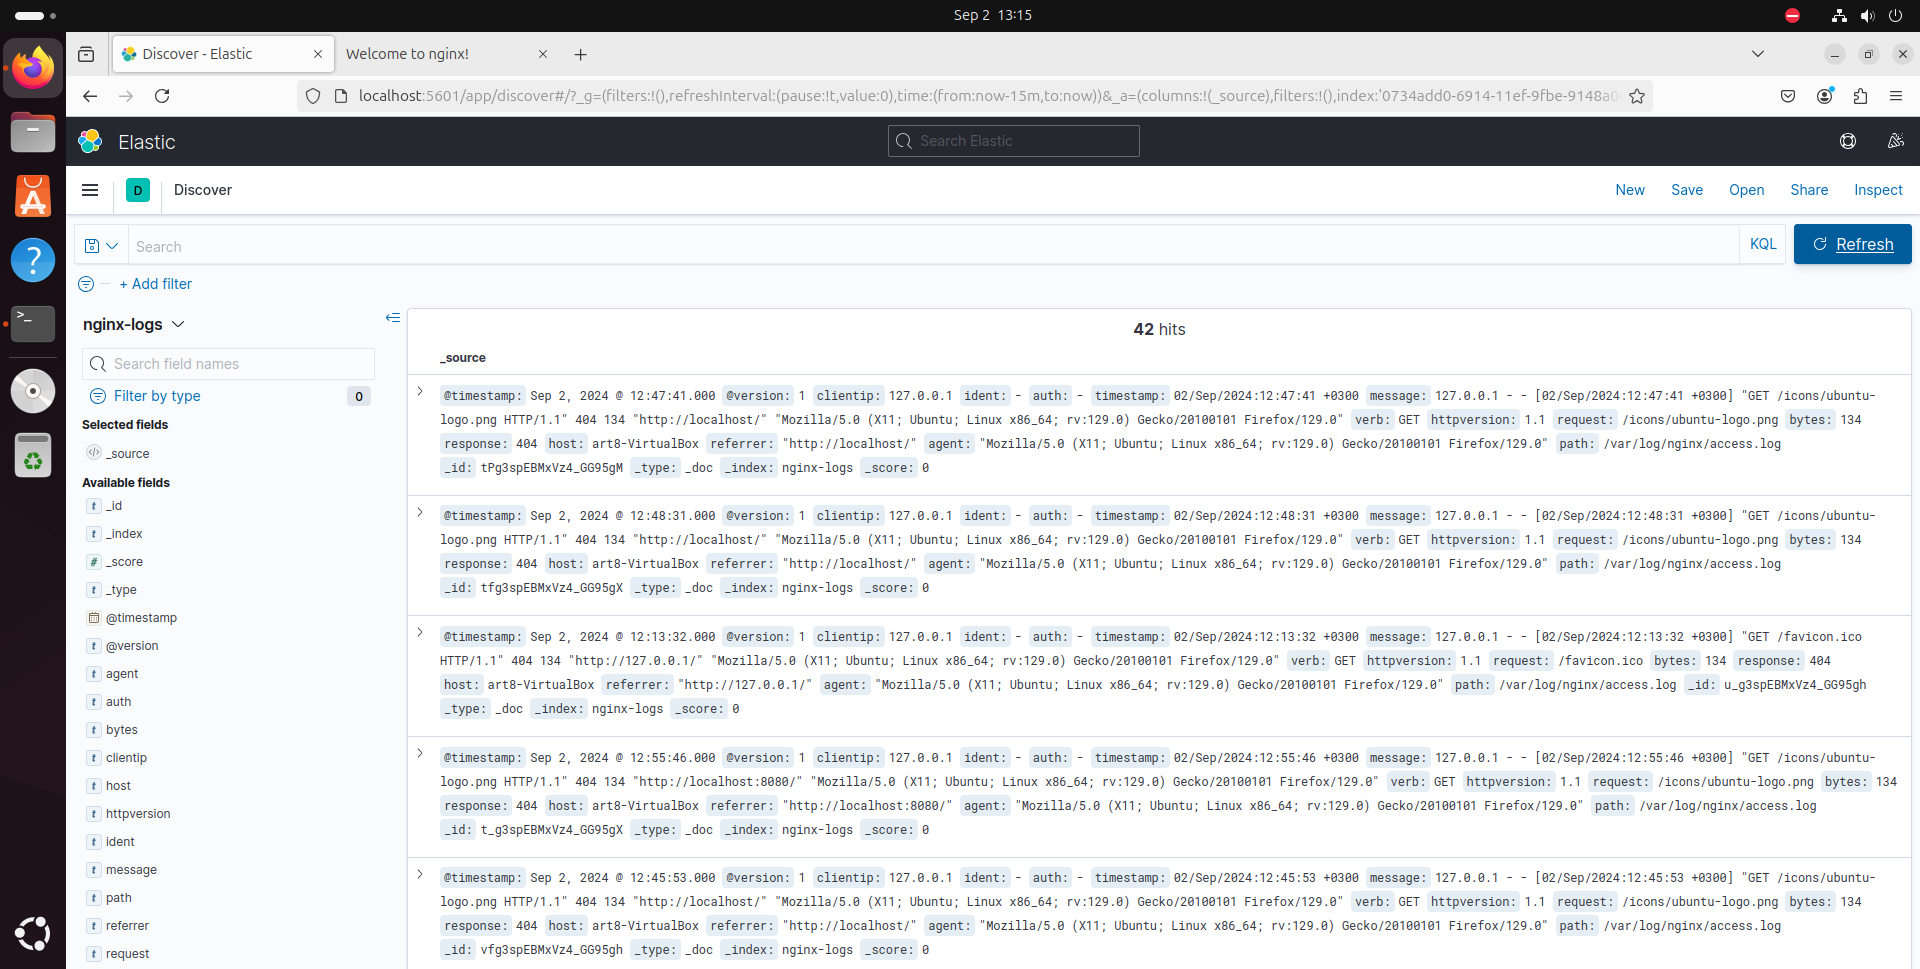 Sep 2 13:15
Discover - Elastic
Welcome to nginx!
localhost:5601/app/discover#/?_g=(filters:!(),refreshInterval:(pause:!t,value:0),time:(from:now-15m,to:now))&_a=(columns:!(_source),filters:!(),index:'0734add0-6914-11ef-9fbe-9148a0
Elastic
Search Elastic
D
Discover
New Save Open Share Inspect
Search
KQL
Refresh
+ Add filter
nginx-logs
Search field names
Filter by type
0
Selected fields
_source
Available fields
t _id
t _index
# _score
t _type
@timestamp
t @version
t agent
t auth
t bytes
t clientip
t host
t httpversion
t ident
t message
t path
t referrer
t request
42 hits
_source
@timestamp: Sep 2, 2024 @ 12:47:41.000 @version: 1 clientip: 127.0.0.1 ident: - auth: - timestamp: 02/Sep/2024:12:47:41 +0300 message: 127.0.0.1 - - [02/Sep/2024:12:47:41 +0300] "GET /icons/ubuntu-
logo.png HTTP/1.1" 404 134 "http://localhost/" "Mozilla/5.0 (X11; Ubuntu; Linux x86_64; rv:129.0) Gecko/20100101 Firefox/129.0" verb: GET httpversion: 1.1 request: /icons/ubuntu-logo.png bytes: 134
response: 404 host: art8-VirtualBox referrer: "http://localhost/" agent: "Mozilla/5.0 (X11; Ubuntu; Linux x86_64; rv:129.0) Gecko/20100101 Firefox/129.0" path: /var/log/nginx/access.log
_id: tPg3spEBMxVz4_GG95gM _type: _doc _index: nginx-logs _score: 0
@timestamp: Sep 2, 2024 @ 12:48:31.000 @version: 1 clientip: 127.0.0.1 ident: - auth: - timestamp: 02/Sep/2024:12:48:31 +0300 message: 127.0.0.1 - - [02/Sep/2024:12:48:31 +0300] "GET /icons/ubuntu-
logo.png HTTP/1.1" 404 134 "http://localhost/" "Mozilla/5.0 (X11; Ubuntu; Linux x86_64; rv:129.0) Gecko/20100101 Firefox/129.0" verb: GET httpversion: 1.1 request: /icons/ubuntu-logo.png bytes: 134
response: 404 host: art8-VirtualBox referrer: "http://localhost/" agent: "Mozilla/5.0 (X11; Ubuntu; Linux x86_64; rv:129.0) Gecko/20100101 Firefox/129.0" path: /var/log/nginx/access.log
_id: tfg3spEBMxVz4_GG95gX _type: _doc _index: nginx-logs _score: 0
@timestamp: Sep 2, 2024 @ 12:13:32.000 @version: 1 clientip: 127.0.0.1 ident: - auth: - timestamp: 02/Sep/2024:12:13:32 +0300 message: 127.0.0.1 - - [02/Sep/2024:12:13:32 +0300] "GET /favicon.ico
HTTP/1.1" 404 134 "http://127.0.0.1/" "Mozilla/5.0 (X11; Ubuntu; Linux x86_64; rv:129.0) Gecko/20100101 Firefox/129.0" verb: GET httpversion: 1.1 request: /favicon.ico bytes: 134 response: 404
host: art8-VirtualBox referrer: "http://127.0.0.1/" agent: "Mozilla/5.0 (X11; Ubuntu; Linux x86_64; rv:129.0) Gecko/20100101 Firefox/129.0" path: /var/log/nginx/access.log _id: u_g3spEBMxVz4_GG95gh
_type: _doc _index: nginx-logs _score: 0
@timestamp: Sep 2, 2024 @ 12:55:46.000 @version: 1 clientip: 127.0.0.1 ident: - auth: - timestamp: 02/Sep/2024:12:55:46 +0300 message: 127.0.0.1 - - [02/Sep/2024:12:55:46 +0300] "GET /icons/ubuntu-
logo.png HTTP/1.1" 404 134 "http://localhost:8080/" "Mozilla/5.0 (X11; Ubuntu; Linux x86_64; rv:129.0) Gecko/20100101 Firefox/129.0" verb: GET httpversion: 1.1 request: /icons/ubuntu-logo.png bytes: 134
response: 404 host: art8-VirtualBox referrer: "http://localhost:8080/" agent: "Mozilla/5.0 (X11; Ubuntu; Linux x86_64; rv:129.0) Gecko/20100101 Firefox/129.0" path: /var/log/nginx/access.log
_id: t_g3spEBMxVz4_GG95gX _type: _doc _index: nginx-logs _score: 0
@timestamp: Sep 2, 2024 @ 12:45:53.000 @version: 1 clientip: 127.0.0.1 ident: - auth: - timestamp: 02/Sep/2024:12:45:53 +0300 message: 127.0.0.1 - - [02/Sep/2024:12:45:53 +0300] "GET /icons/ubuntu-
logo.png HTTP/1.1" 404 134 "http://localhost/" "Mozilla/5.0 (X11; Ubuntu; Linux x86_64; rv:129.0) Gecko/20100101 Firefox/129.0" verb: GET httpversion: 1.1 request: /icons/ubuntu-logo.png bytes: 134
response: 404 host: art8-VirtualBox referrer: "http://localhost/" agent: "Mozilla/5.0 (X11; Ubuntu; Linux x86_64; rv:129.0) Gecko/20100101 Firefox/129.0" path: /var/log/nginx/access.log
_id: vfg3spEBMxVz4_GG95gh _type: _doc _index: nginx-logs _score: 0